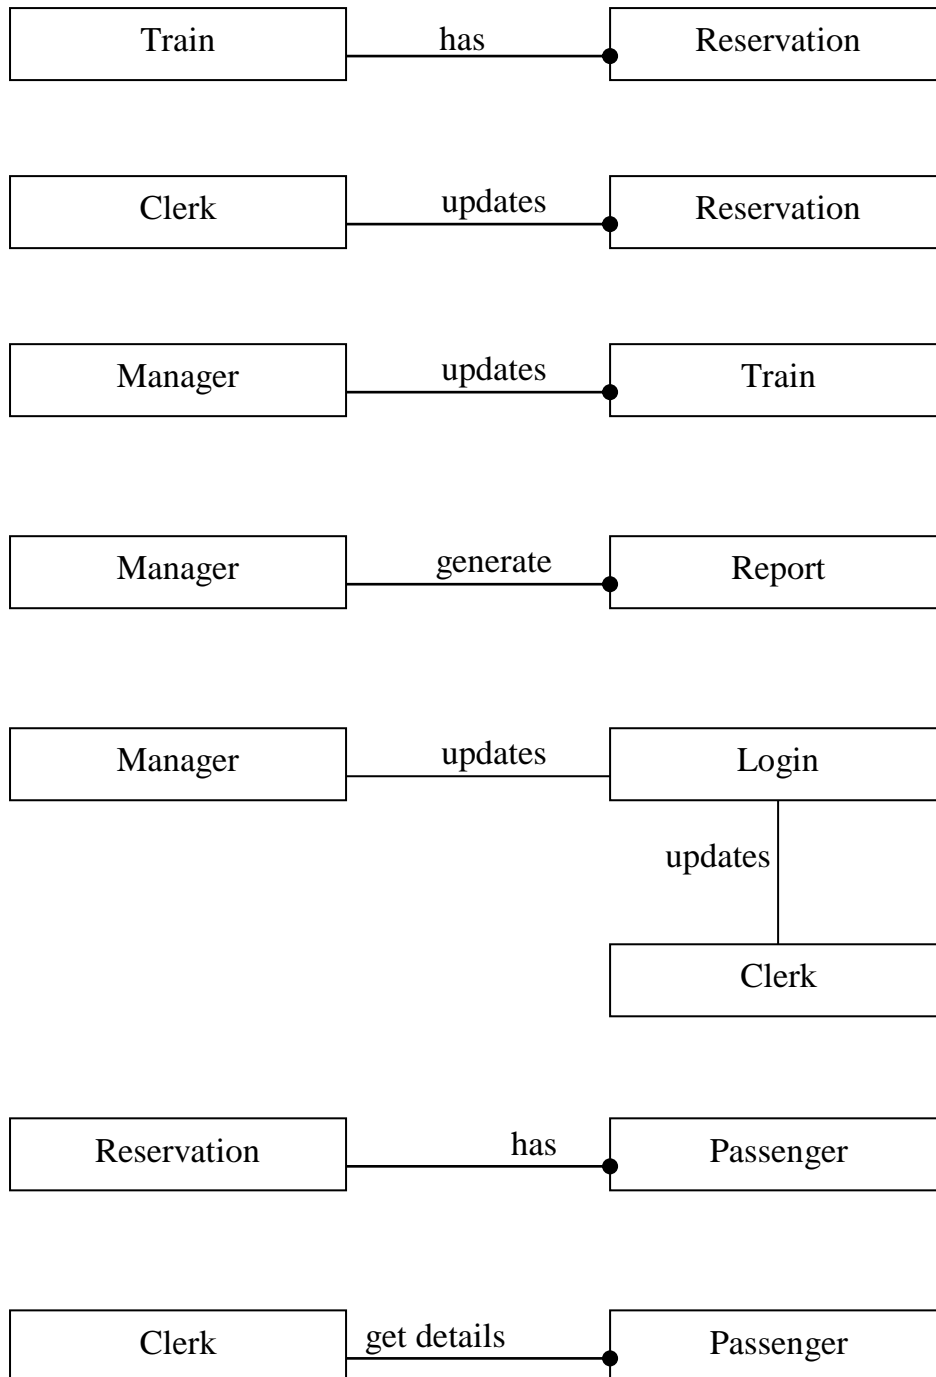 Train has Reservation
Clerk updates Reservation
Manager updates Train
Manager generate Report
Manager updates Login
updates
Clerk
Reservation has Passenger
Clerk get details Passenger